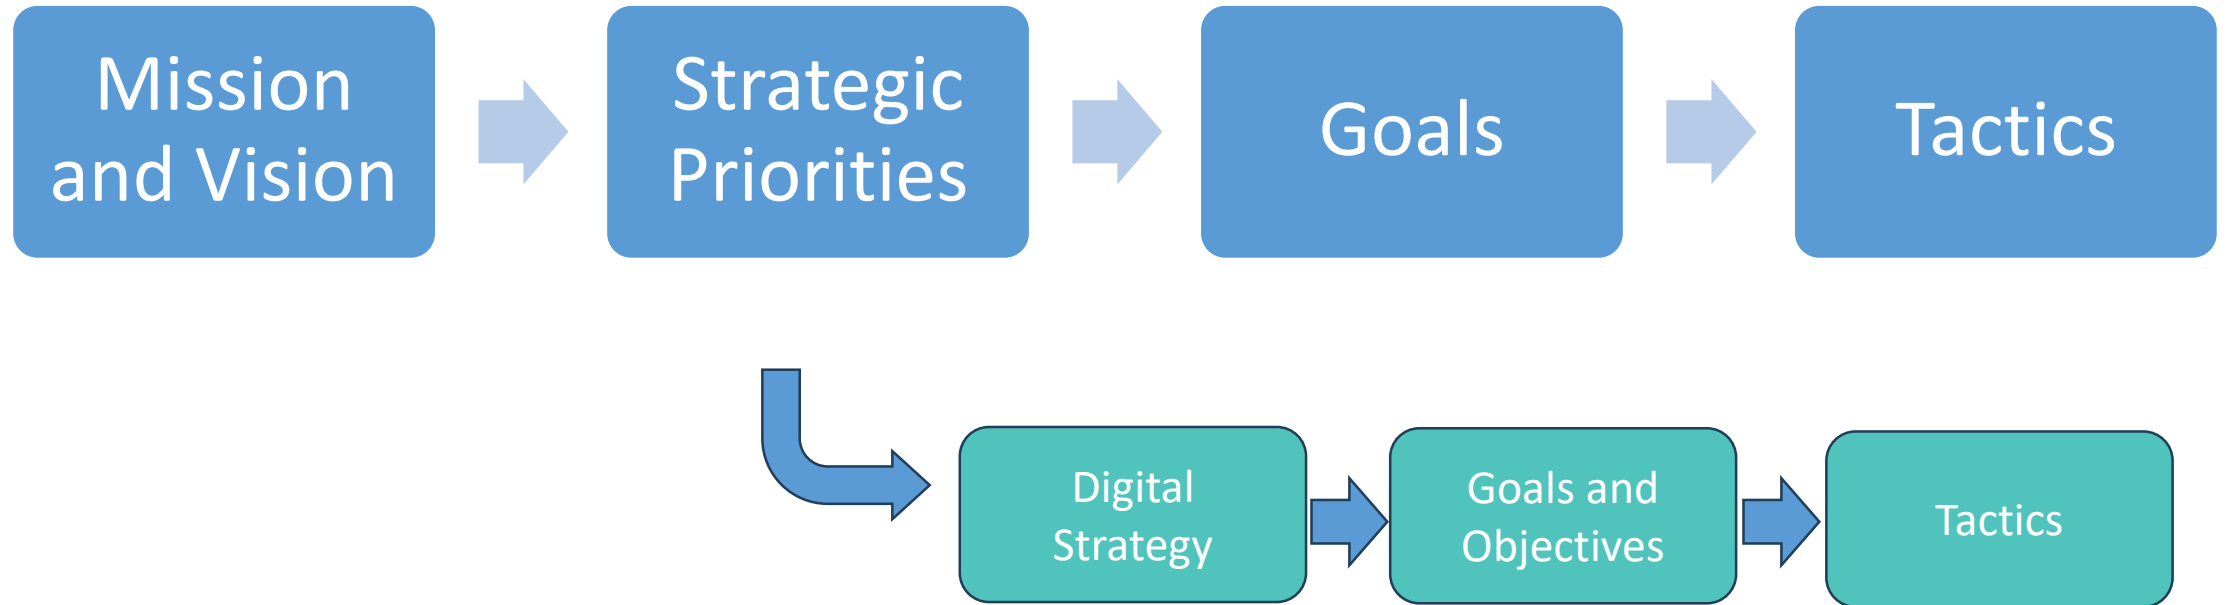 Mission
and Vision
Strategic
Priorities
Goals
Tactics
Digital
Strategy
Goals and
Objectives
Tactics